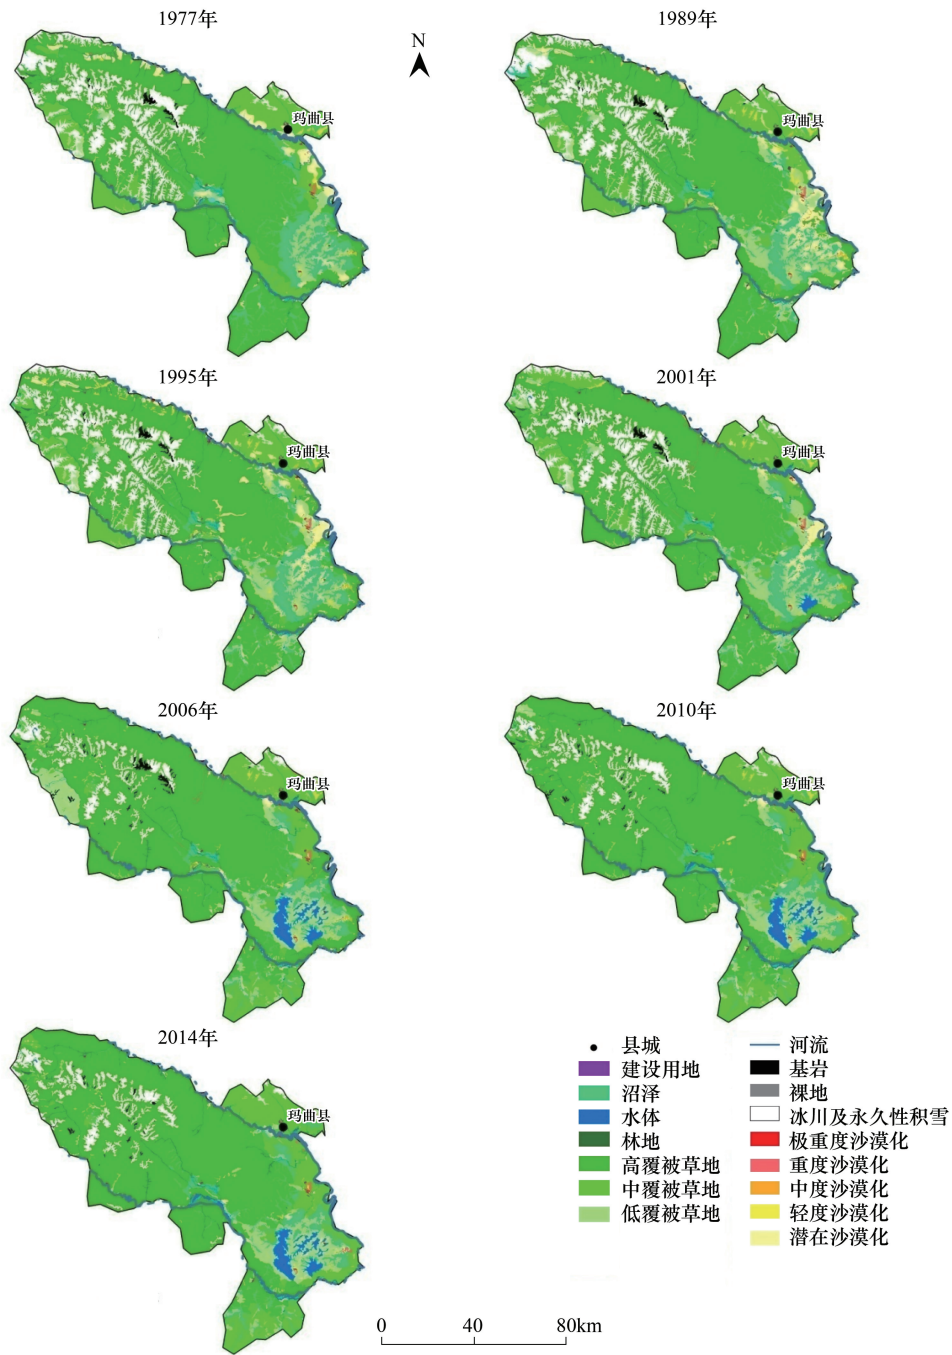 1977年
1989年
N
玛曲县
玛曲县
1995年
2001年
玛曲县
玛曲县
2006年
2010年
玛曲县
玛曲县
2014年
玛曲县
县城
建设用地
沼泽
水体
林地
高覆被草地
中覆被草地
低覆被草地
河流
基岩
裸地
冰川及永久性积雪
极重度沙漠化
重度沙漠化
中度沙漠化
轻度沙漠化
潜在沙漠化
0 40 80km